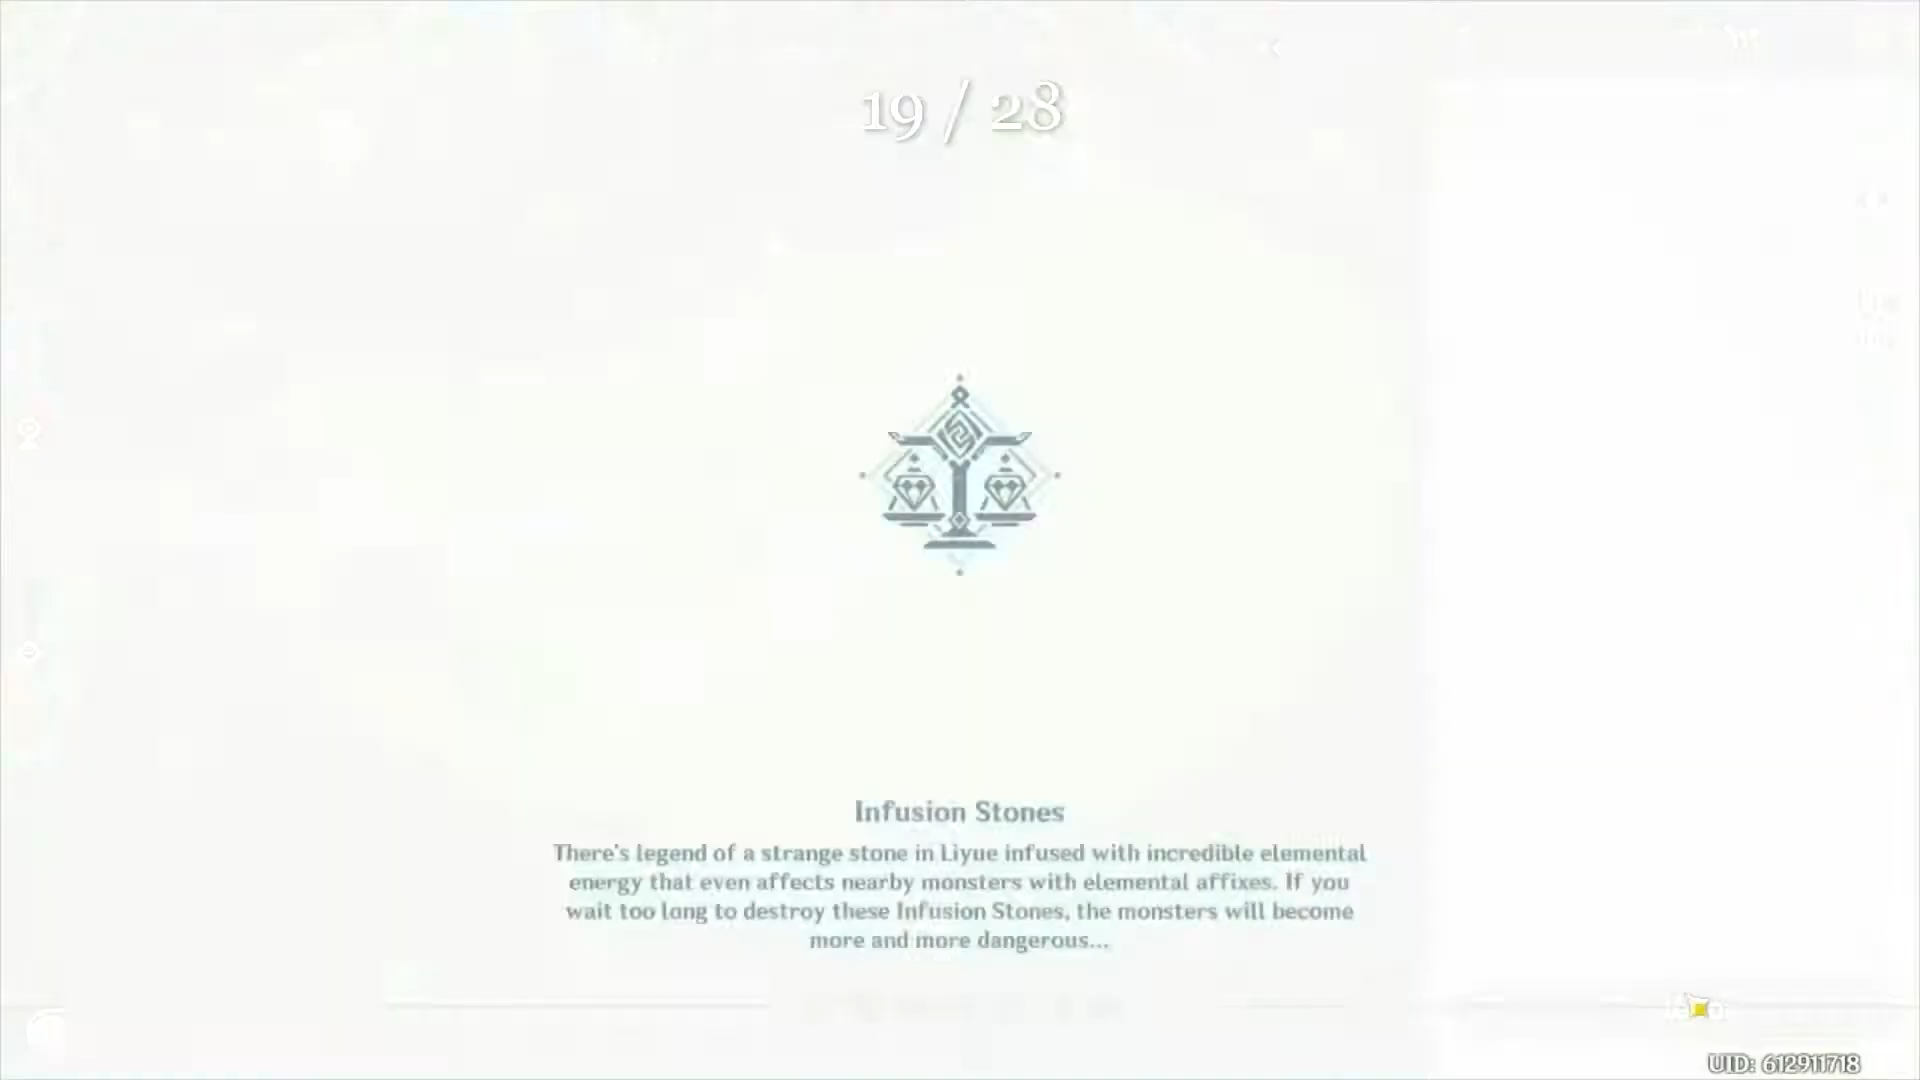 19 / 28
Infusion Stones
There's legend of a strange stone in Liyue infused with incredible elemental
energy that even affects nearby monsters with elemental affixes. If you
wait too long to destroy these Infusion Stones, the monsters will become
more and more dangerous...
UID: 612911718